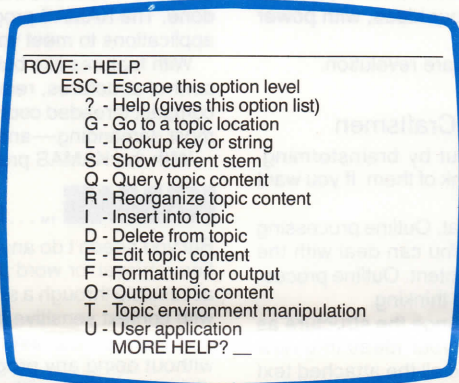 ROVE: - HELP.
ESC - Escape this option level
? - Help (gives this option list)
G - Go to a topic location
L - Lookup key or string
S - Show current stem
Q - Query topic content
R - Reorganize topic content
I - Insert into topic
D - Delete from topic
E - Edit topic content
F - Formatting for output
O - Output topic content
T - Topic environment manipulation
U - User application
MORE HELP? __